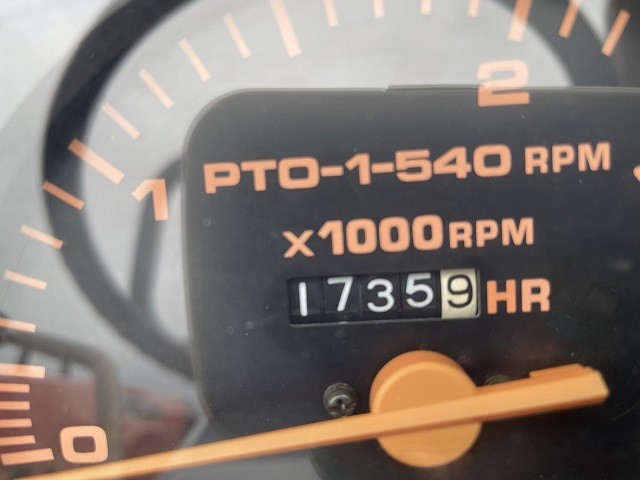 2
PTO-1-540 RPM
1
X1000RPM
17359 HR
0